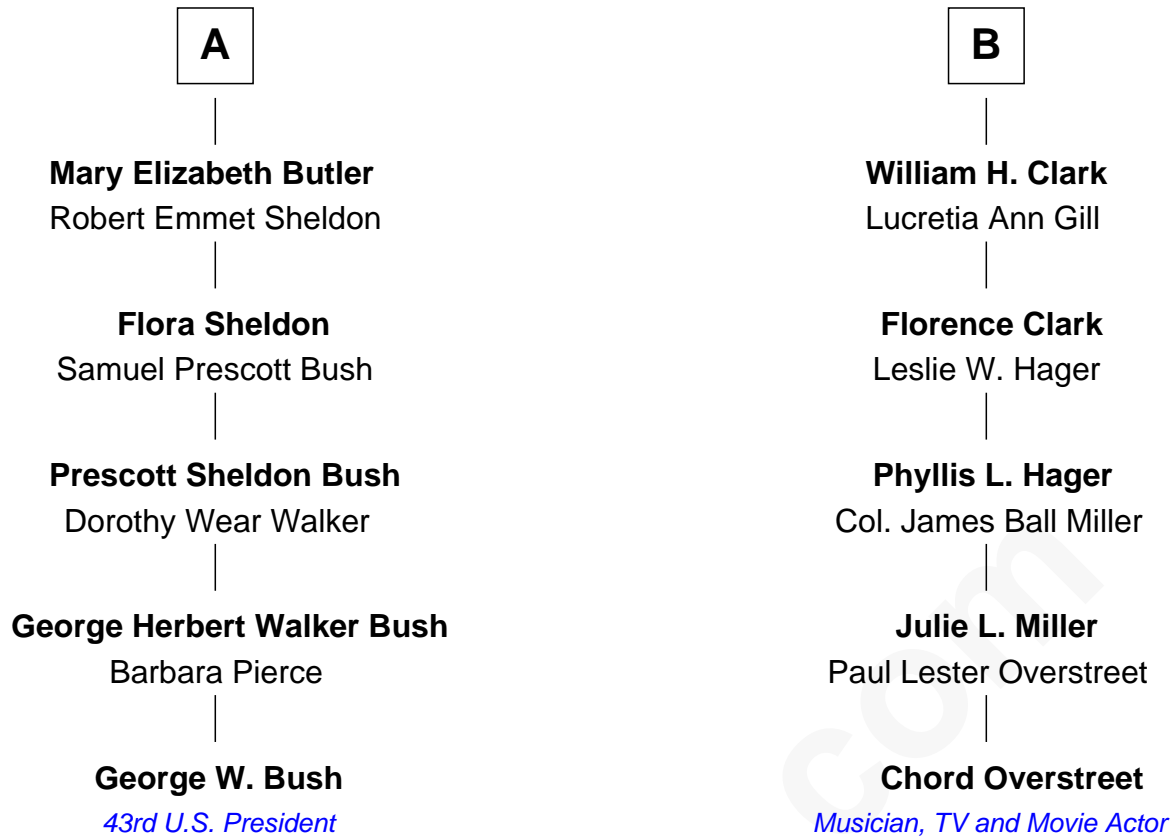 A
Mary Elizabeth Butler
Robert Emmet Sheldon
Flora Sheldon
Samuel Prescott Bush
Prescott Sheldon Bush
Dorothy Wear Walker
George Herbert Walker Bush
Barbara Pierce
George W. Bush
43rd U.S. President
B
William H. Clark
Lucretia Ann Gill
Florence Clark
Leslie W. Hager
Phyllis L. Hager
Col. James Ball Miller
Julie L. Miller
Paul Lester Overstreet
Chord Overstreet
Musician, TV and Movie Actor
com